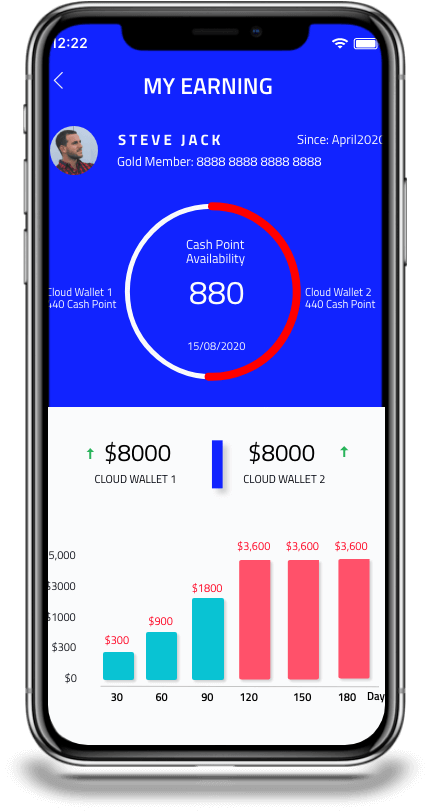 12:22
MY EARNING
STEVE JACK
Since: April2020
Gold Member: 8888 8888 8888 8888
Cash Point
Availability
880
15/08/2020
Cloud Wallet 1
440 Cash Point
Cloud Wallet 2
440 Cash Point
$8000
CLOUD WALLET 1
$8000
CLOUD WALLET 2
5,000
$3000
$1000
$300
$0
$300
$900
$1800
$3,600
$3,600
$3,600
30
60
90
120
150
180
Day